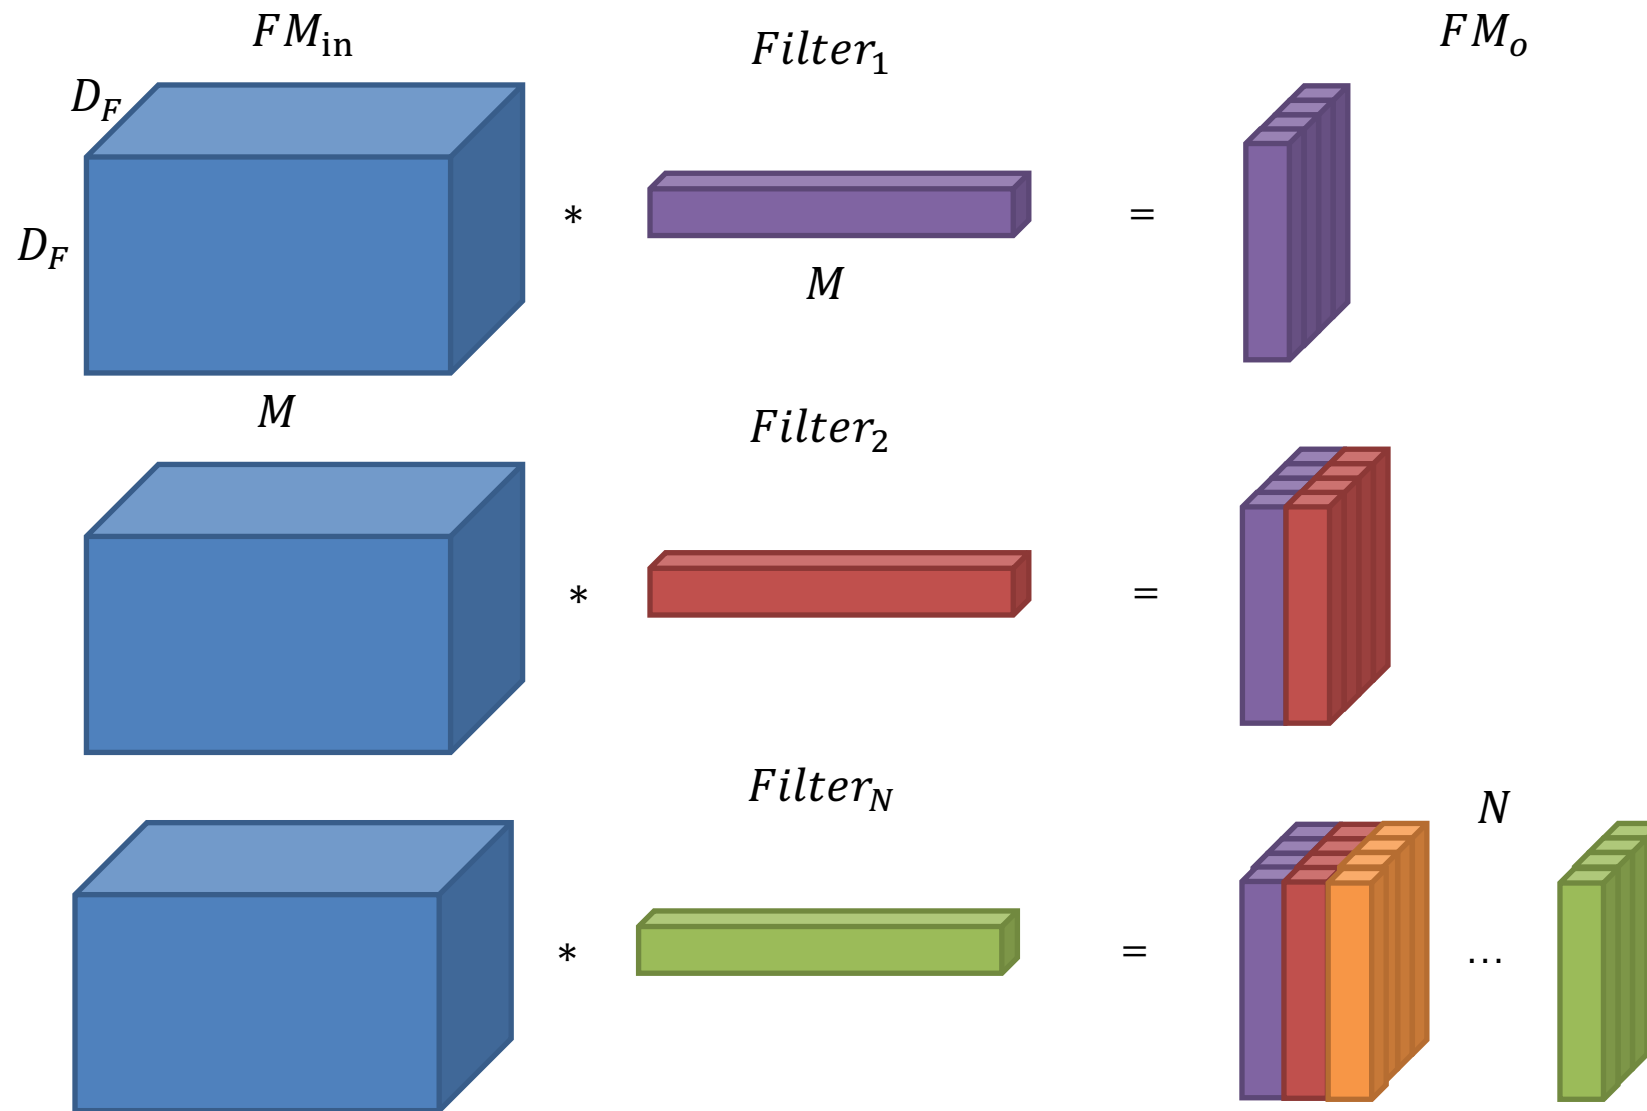 FM_in
Filter_1
FM_o
D_F
D_F
* =
M
M
Filter_2
* =
Filter_N
N
* = ...